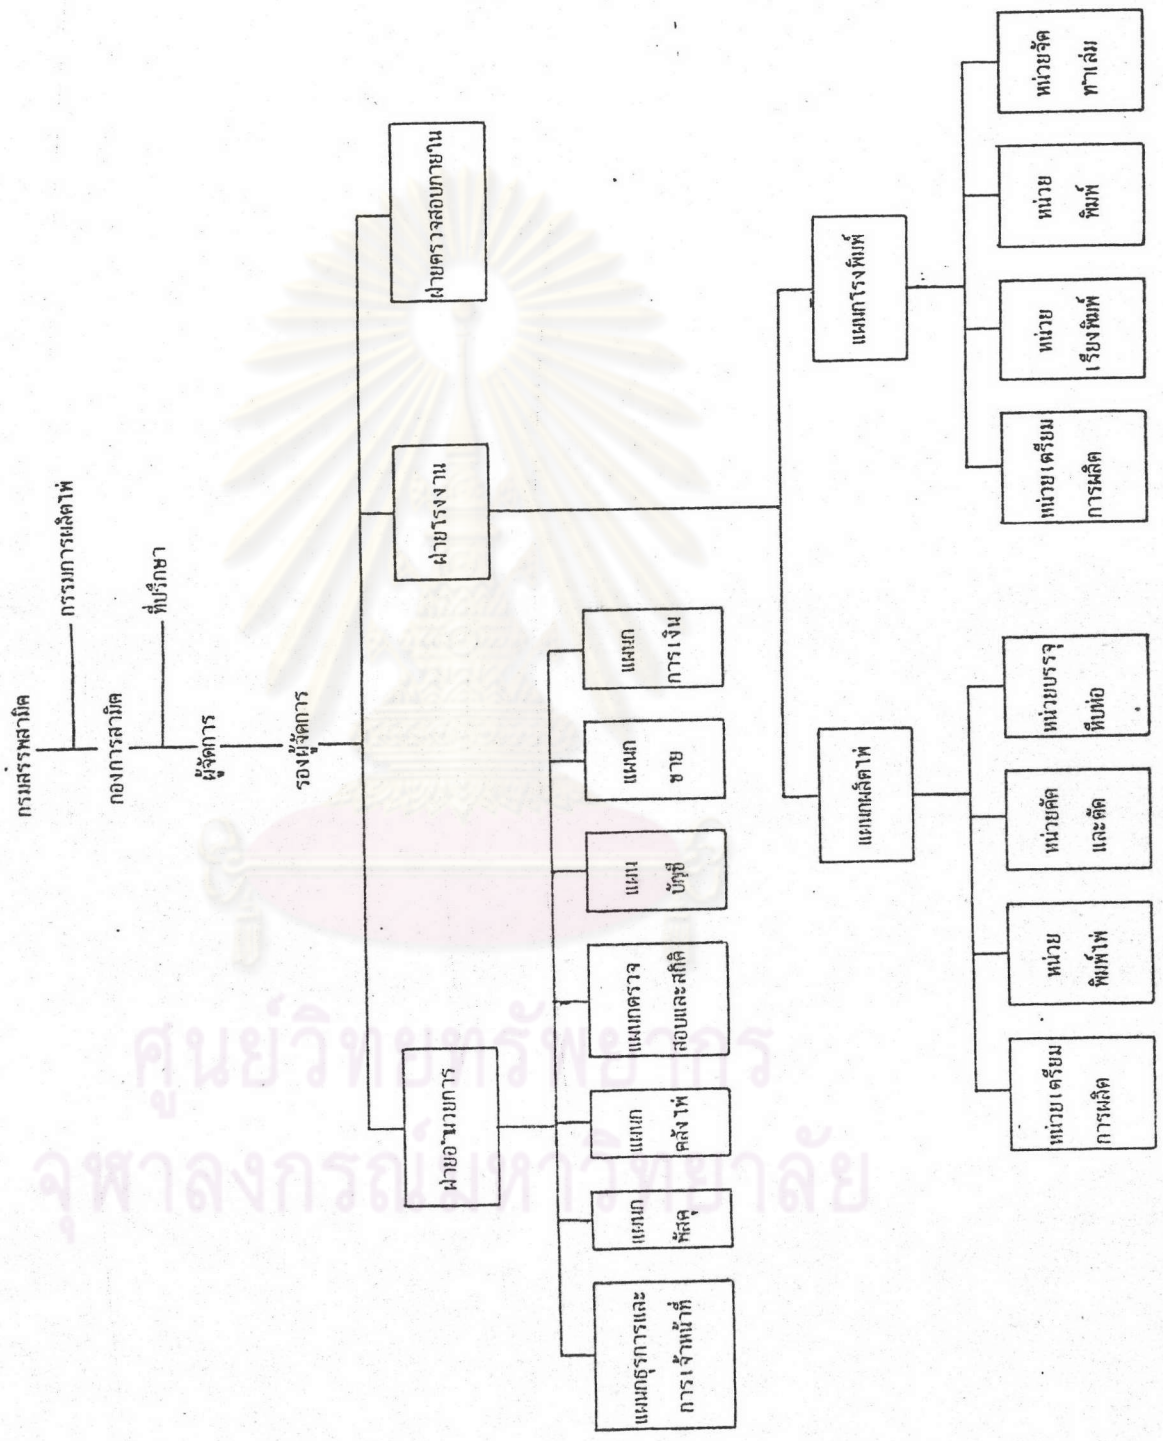 กรมสรรพสามิต
กรรมการผลิตไพ่
กองการสามิต
ที่ปรึกษา
ผู้จัดการ
รองผู้จัดการ
ฝ่ายอำนวยการ
ฝ่ายโรงงาน
ฝ่ายตรวจสอบภายใน
แผนกธุรการและ
การเจ้าหน้าที่
แผนก
พัสดุ
แผนก
คลังไพ่
แผนกตรวจ
สอบและสถิติ
แผน
บัญชี
แผนก
ขาย
แผนก
การเงิน
แผนกผลิตไพ่
แผนกโรงพิมพ์
หน่วยเตรียม
การผลิต
หน่วย
พิมพ์ไพ่
หน่วยคัด
และตัด
หน่วยบรรจุ
หีบห่อ
หน่วยเตรียม
การผลิต
หน่วย
เรียงพิมพ์
หน่วย
พิมพ์
หน่วยจัด
ทำเล่ม
ศูนย์วิทยทรัพยากร
จุฬาลงกรณ์มหาวิทยาลัย